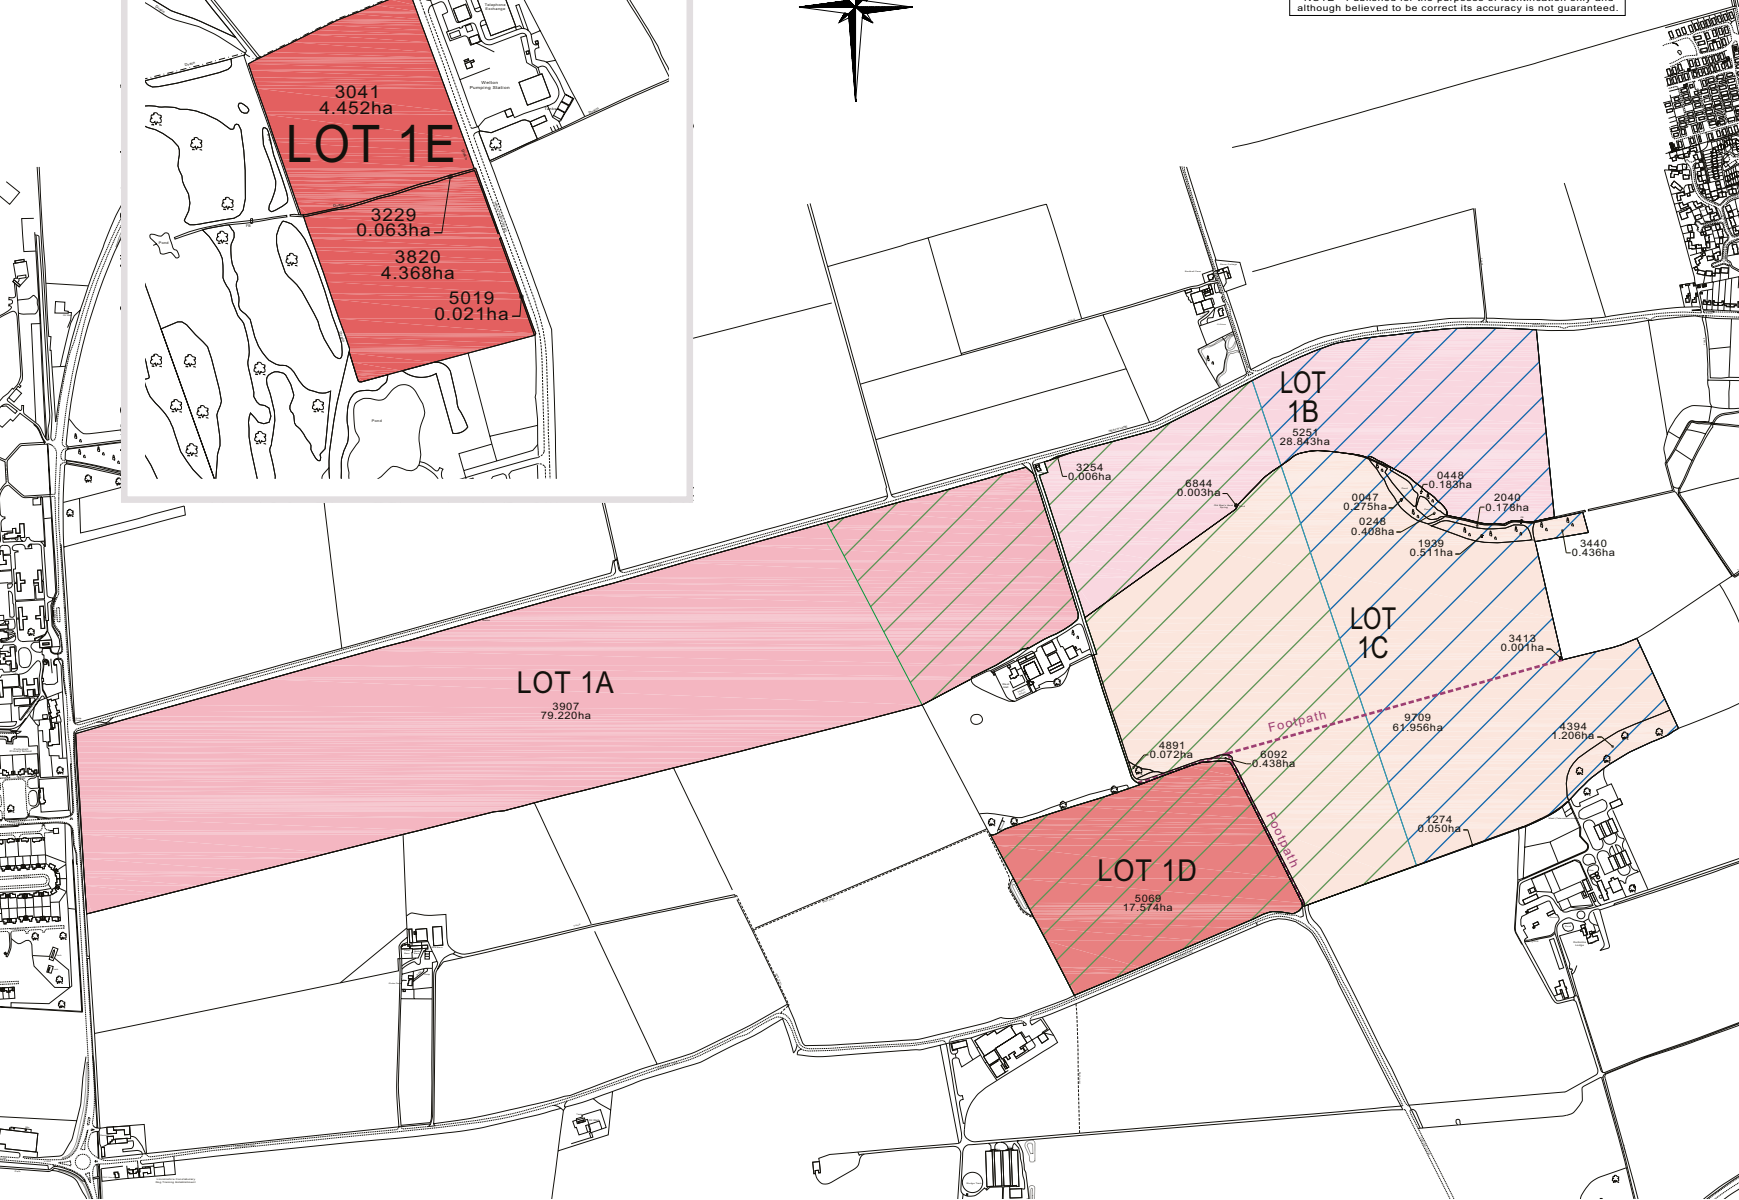 although believed to be correct its accuracy is not guaranteed.
Telephone
Exchange
Pumping Station
3041
4.452ha
LOT 1E
3229
0.063ha
3820
4.368ha
5019
0.021ha
Pond
Pond
LOT
1B
5251
28.843ha
3254
0.006ha
6844
0.003ha
0448
0.183ha
0047
0.275ha
2040
0.178ha
0248
0.408ha
1939
0.511ha
3440
0.436ha
LOT
1C
3413
0.001ha
LOT 1A
3907
79.220ha
Footpath
9709
61.956ha
4394
1.206ha
4891
0.072ha
6092
0.438ha
1274
0.050ha
Footpath
LOT 1D
5069
17.574ha